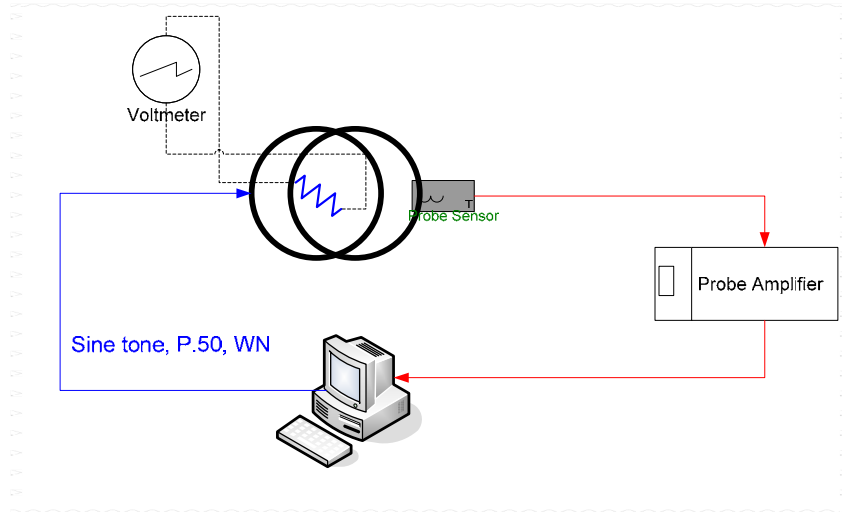 Voltmeter
T
Probe Sensor
Probe Amplifier
Sine tone, P.50, WN